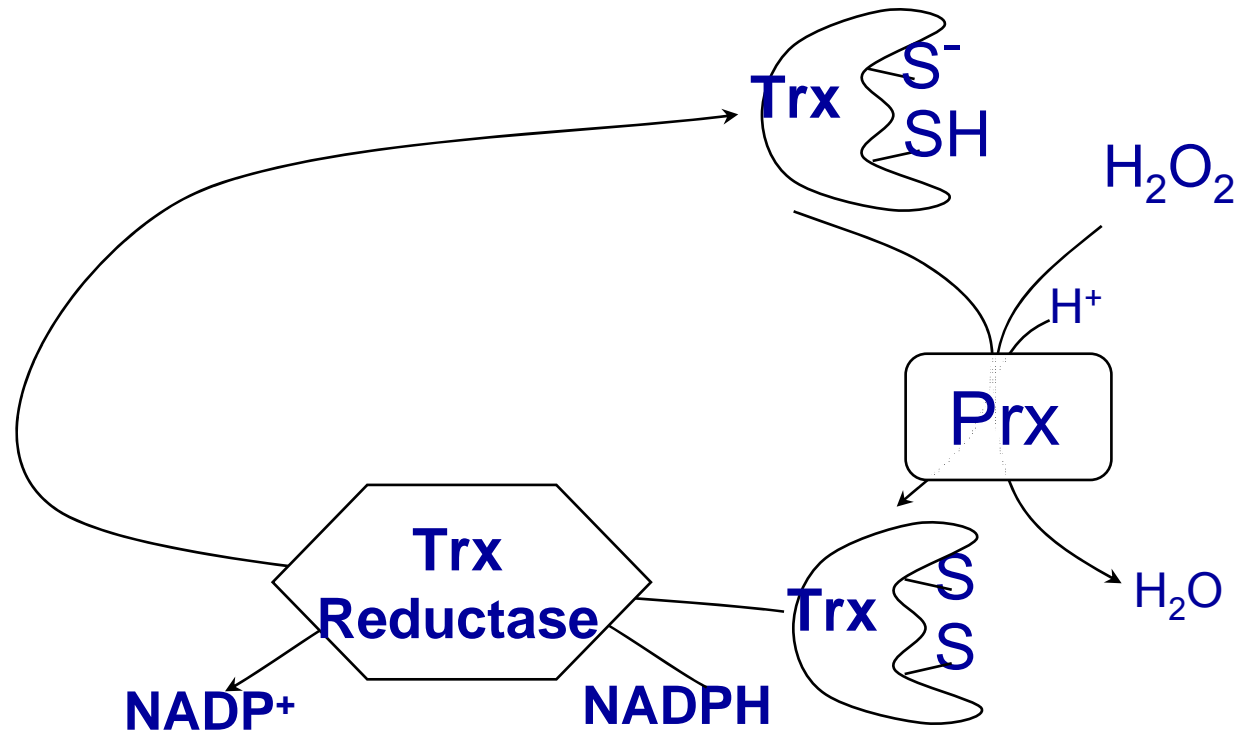 S⁻
Trx
SH
H₂O₂
H⁺
Prx
Trx
Reductase
S
Trx
S
H₂O
NADP⁺
NADPH